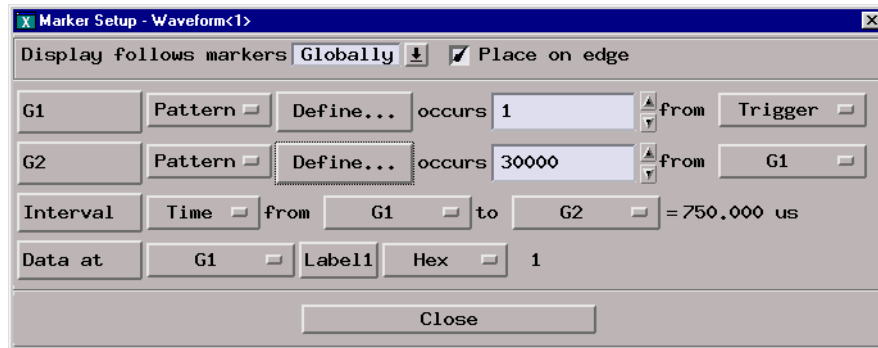 Marker Setup - Waveform<1>
Display follows markers Globally Place on edge
G1 Pattern Define... occurs 1 from Trigger
G2 Pattern Define... occurs 30000 from G1
Interval Time from G1 to G2 = 750.000 us
Data at G1 Label1 Hex 1
Close